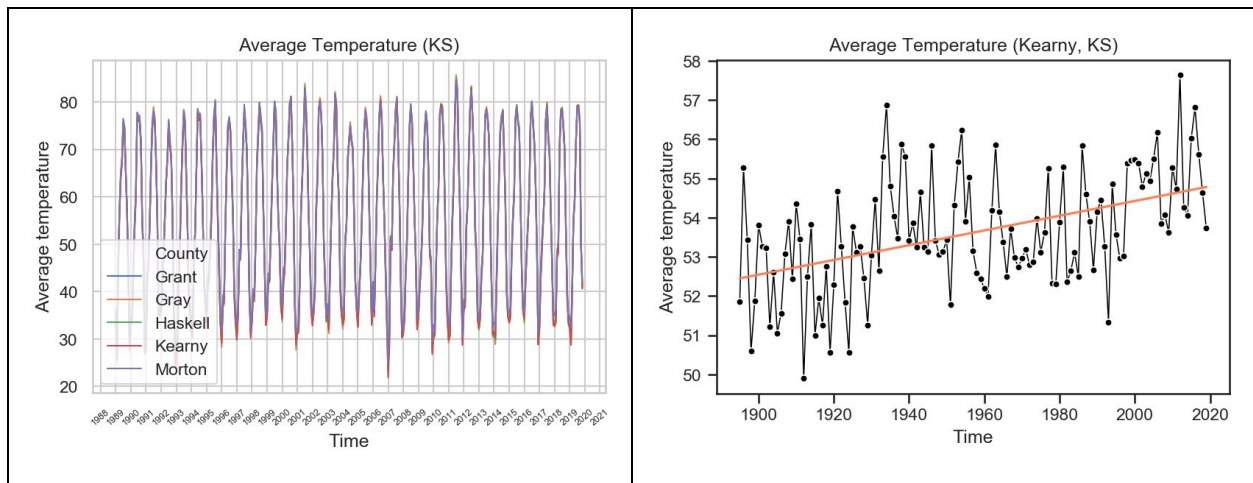 Average Temperature (KS)
Average temperature
80
70
60
50
40
30
20
County
Grant
Gray
Haskell
Kearny
Morton
1988 1989 1990 1991 1992 1993 1994 1995 1996 1997 1998 1999 2000 2001 2002 2003 2004 2005 2006 2007 2008 2009 2010 2011 2012 2013 2014 2015 2016 2017 2018 2019 2020 2021
Time
Average Temperature (Kearny, KS)
Average temperature
58
57
56
55
54
53
52
51
50
1900 1920 1940 1960 1980 2000 2020
Time